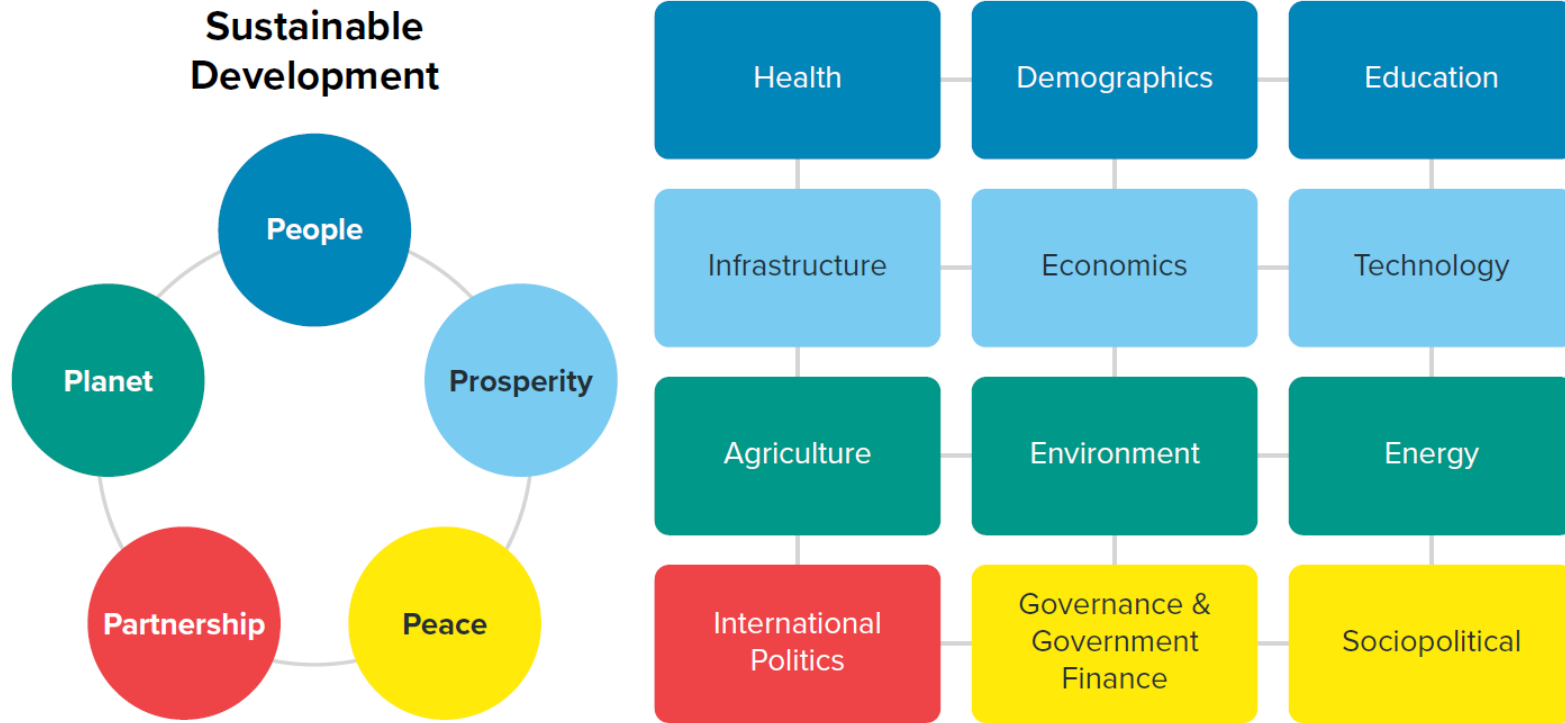 Sustainable
Development
People
Planet
Prosperity
Partnership
Peace
Health
Demographics
Education
Infrastructure
Economics
Technology
Agriculture
Environment
Energy
International
Politics
Governance &
Government
Finance
Sociopolitical